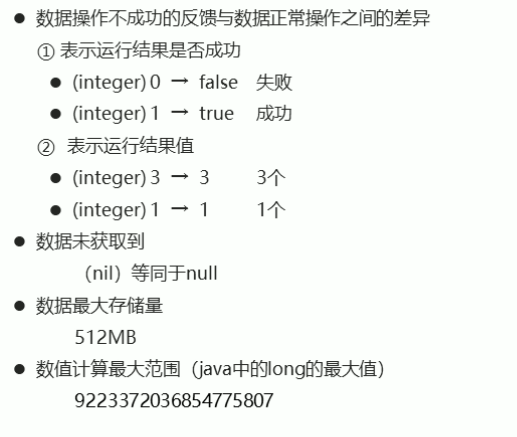 ● 数据操作不成功的反馈与数据正常操作之间的差异
① 表示运行结果是否成功
● (integer) 0 → false 失败
● (integer) 1 → true 成功
② 表示运行结果值
● (integer) 3 → 3 3个
● (integer) 1 → 1 1个
● 数据未获取到
（nil）等同于null
● 数据最大存储量
512MB
● 数值计算最大范围（java中的long的最大值）
9223372036854775807